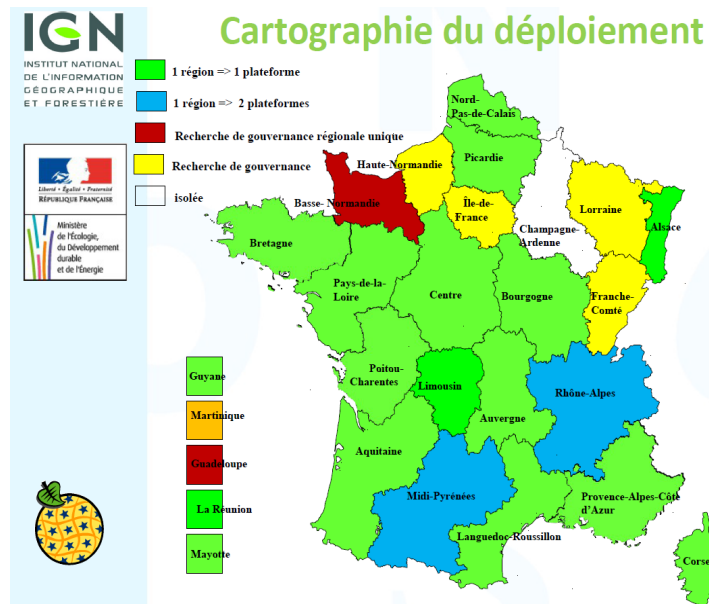 IGN
INSTITUT NATIONAL
DE L'INFORMATION
GÉOGRAPHIQUE
ET FORESTIÈRE
Cartographie du déploiement
1 région => 1 plateforme
1 région => 2 plateformes
Recherche de gouvernance régionale unique
Recherche de gouvernance
isolée
Liberté • Égalité • Fraternité
RÉPUBLIQUE FRANÇAISE
Ministère
de l'Écologie,
du Développement
durable
et de l'Énergie
Nord-
Pas-de-Calais
Haute-Normandie
Picardie
Basse- Normandie
Île-de-
France
Lorraine
Alsace
Champagne-
Ardenne
Bretagne
Pays-de-la-
Loire
Centre
Bourgogne
Franche-
Comté
Poitou-
Charentes
Limousin
Rhône-Alpes
Auvergne
Aquitaine
Midi-Pyrénées
Provence-Alpes-Côte
d'Azur
Languedoc-Roussillon
Corse
Guyane
Martinique
Guadeloupe
La Réunion
Mayotte